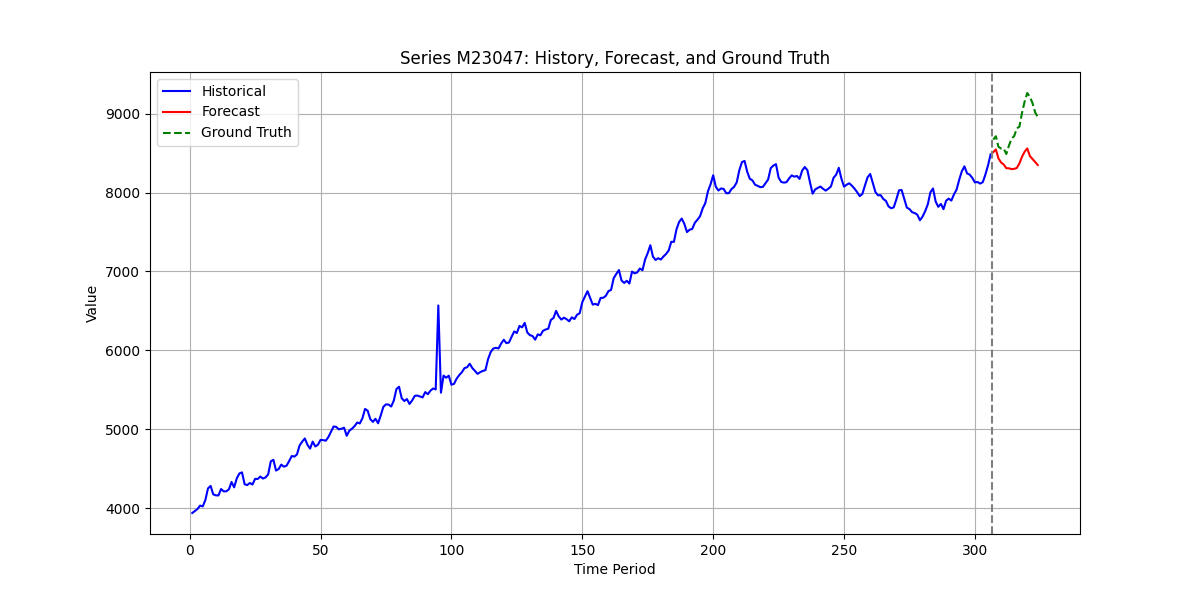 Series M23047: History, Forecast, and Ground Truth
Historical
Forecast
Ground Truth
9000
8000
7000
6000
5000
4000
Value
0 50 100 150 200 250 300
Time Period